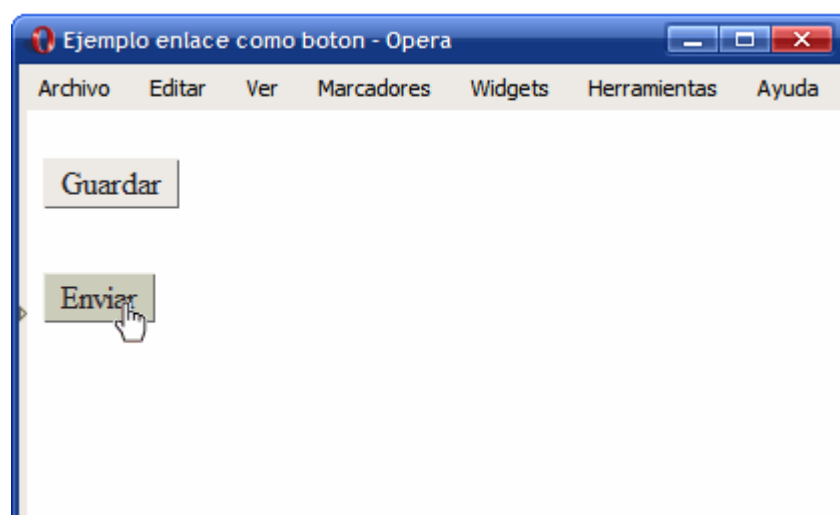 Ejemplo enlace como boton - Opera
Archivo Editar Ver Marcadores Widgets Herramientas Ayuda
Guardar
Enviar